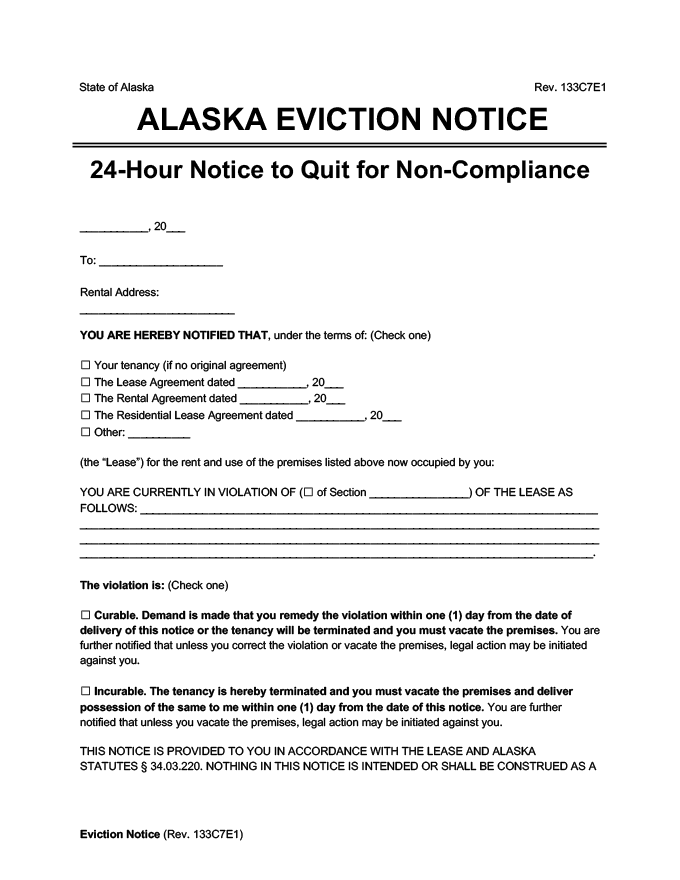 State of Alaska Rev. 133C7E1
ALASKA EVICTION NOTICE
24-Hour Notice to Quit for Non-Compliance
___________, 20___
To: ____________________
Rental Address:
_________________________
YOU ARE HEREBY NOTIFIED THAT, under the terms of: (Check one)
☐ Your tenancy (if no original agreement)
☐ The Lease Agreement dated ___________, 20___
☐ The Rental Agreement dated ___________, 20___
☐ The Residential Lease Agreement dated ___________, 20___
☐ Other: __________
(the “Lease”) for the rent and use of the premises listed above now occupied by you:
YOU ARE CURRENTLY IN VIOLATION OF (☐ of Section ________________) OF THE LEASE AS
FOLLOWS: __________________________________________________________________________
____________________________________________________________________________________
____________________________________________________________________________________
___________________________________________________________________________________.
The violation is: (Check one)
☐ Curable. Demand is made that you remedy the violation within one (1) day from the date of
delivery of this notice or the tenancy will be terminated and you must vacate the premises. You are
further notified that unless you correct the violation or vacate the premises, legal action may be initiated
against you.
☐ Incurable. The tenancy is hereby terminated and you must vacate the premises and deliver
possession of the same to me within one (1) day from the date of this notice. You are further
notified that unless you vacate the premises, legal action may be initiated against you.
THIS NOTICE IS PROVIDED TO YOU IN ACCORDANCE WITH THE LEASE AND ALASKA
STATUTES § 34.03.220. NOTHING IN THIS NOTICE IS INTENDED OR SHALL BE CONSTRUED AS A
Eviction Notice (Rev. 133C7E1)